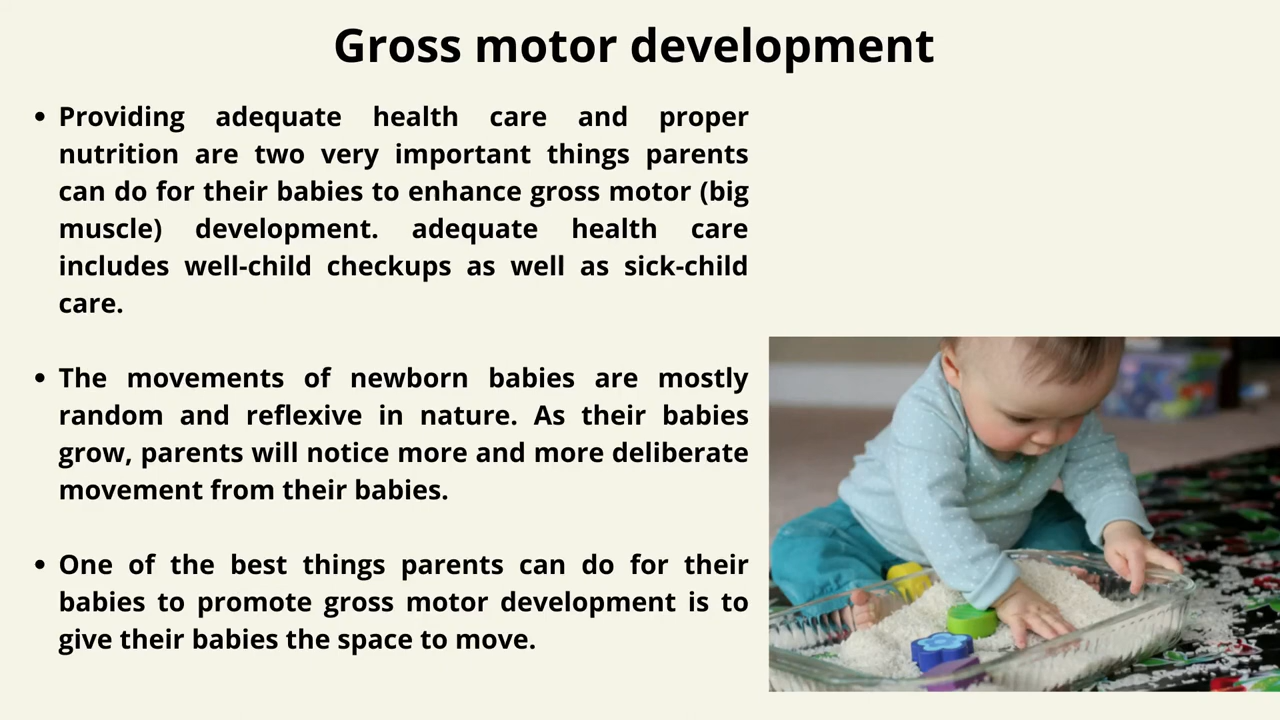 Gross motor development
• Providing adequate health care and proper
nutrition are two very important things parents
can do for their babies to enhance gross motor (big
muscle) development. adequate health care
includes well-child checkups as well as sick-child
care.
• The movements of newborn babies are mostly
random and reflexive in nature. As their babies
grow, parents will notice more and more deliberate
movement from their babies.
• One of the best things parents can do for their
babies to promote gross motor development is to
give their babies the space to move.